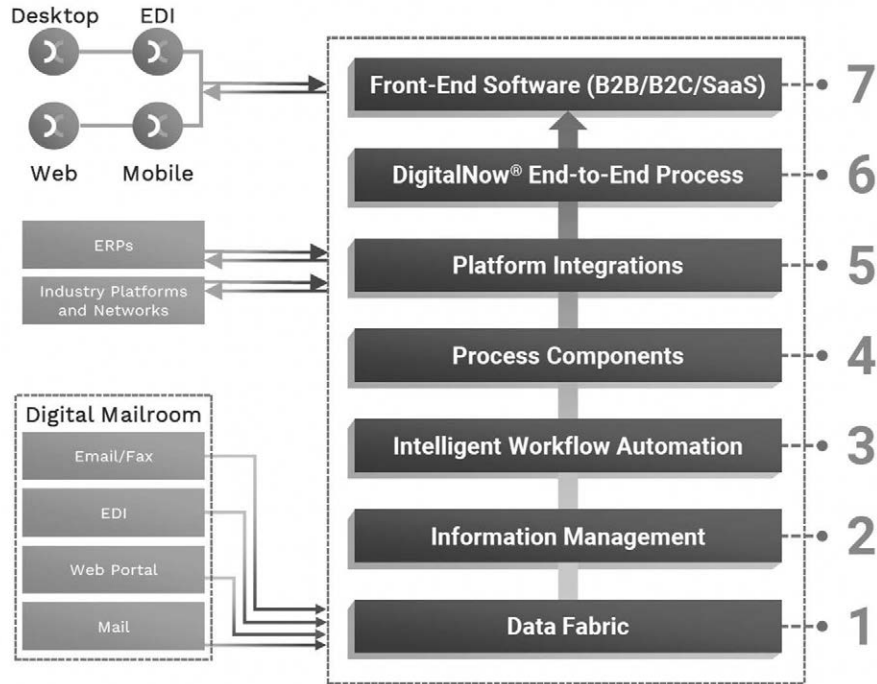 Desktop EDI
Web Mobile
ERPs
Industry Platforms
and Networks
Digital Mailroom
Email/Fax
EDI
Web Portal
Mail
Front-End Software (B2B/B2C/SaaS) 7
DigitalNow® End-to-End Process 6
Platform Integrations 5
Process Components 4
Intelligent Workflow Automation 3
Information Management 2
Data Fabric 1